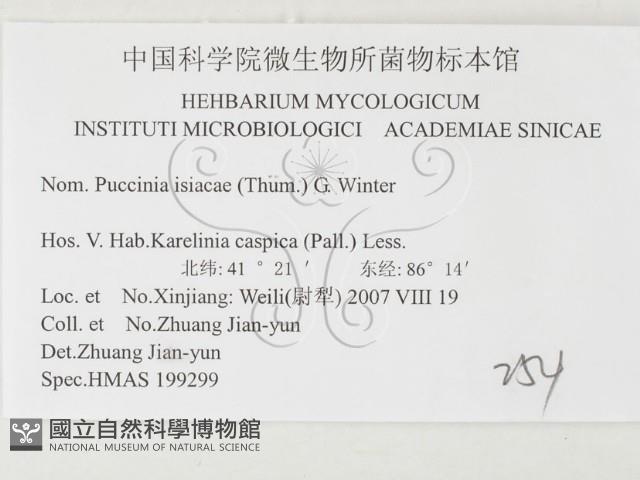 中国科学院微生物所菌物标本馆
HEHBARIUM MYCOLOGICUM
INSTITUTI MICROBIOLOGICI ACADEMIAE SINICAE
Nom. Puccinia isiacae (Thum.) G. Winter
Hos. V. Hab.Karelinia caspica (Pall.) Less.
北纬: 41 ° 21 ′ 东经: 86° 14′
Loc. et No.Xinjiang: Weili(尉犁) 2007 VIII 19
Coll. et No.Zhuang Jian-yun
Det.Zhuang Jian-yun
Spec.HMAS 199299
254
國立自然科學博物館
NATIONAL MUSEUM OF NATURAL SCIENCE